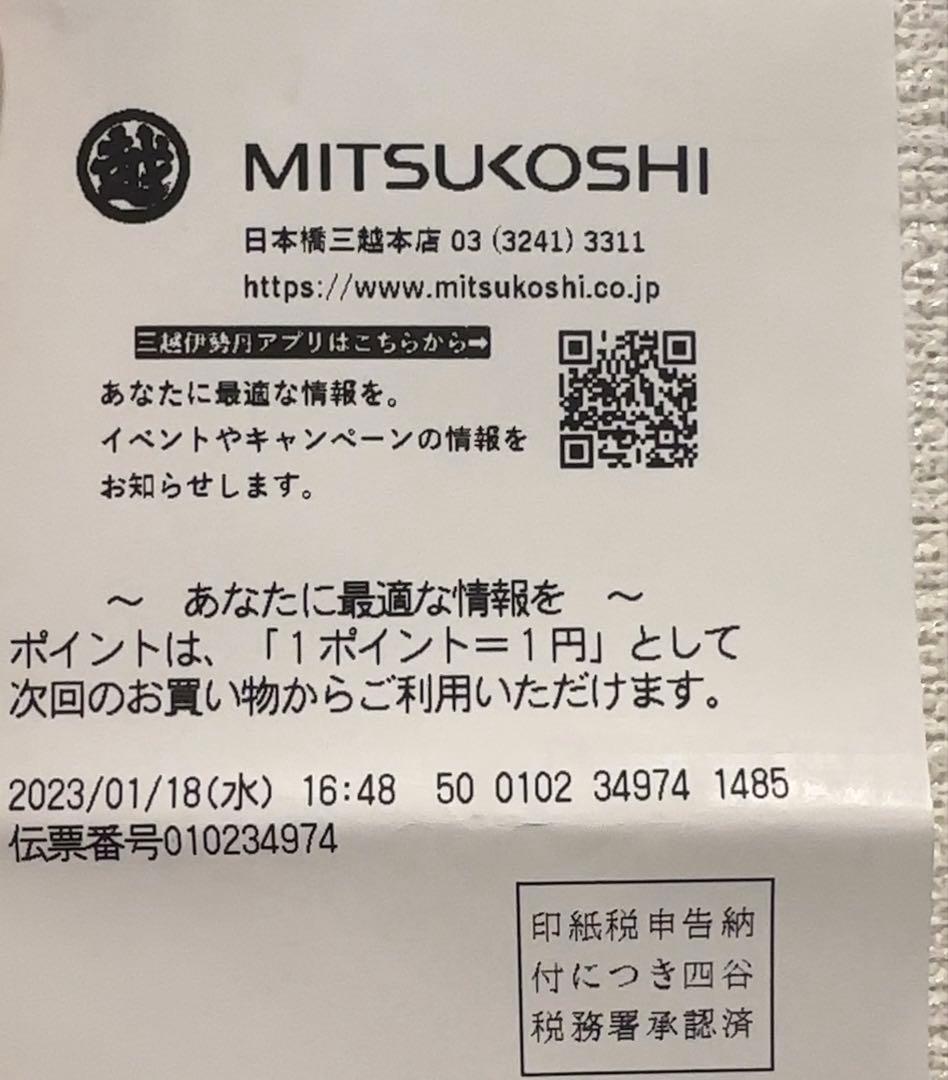 越 MITSUKOSHI
日本橋三越本店 03 (3241) 3311
https://www.mitsukoshi.co.jp
三越伊勢丹アプリはこちらから➡
あなたに最適な情報を。
イベントやキャンペーンの情報を
お知らせします。
～ あなたに最適な情報を ～
ポイントは、「1ポイント＝1円」として
次回のお買い物からご利用いただけます。
2023/01/18(水) 16:48 50 0102 34974 1485
伝票番号010234974
印紙税申告納
付につき四谷
税務署承認済